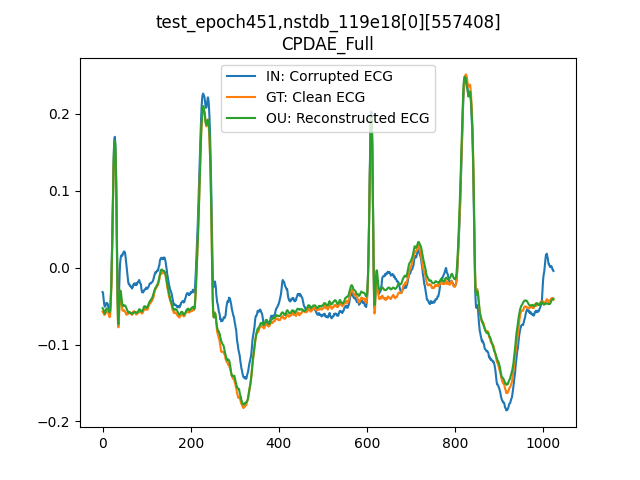 test_epoch451,nstdb_119e18[0][557408]
CPDAE_Full
IN: Corrupted ECG
GT: Clean ECG
OU: Reconstructed ECG
0.2
0.1
0.0
−0.1
−0.2
0 200 400 600 800 1000